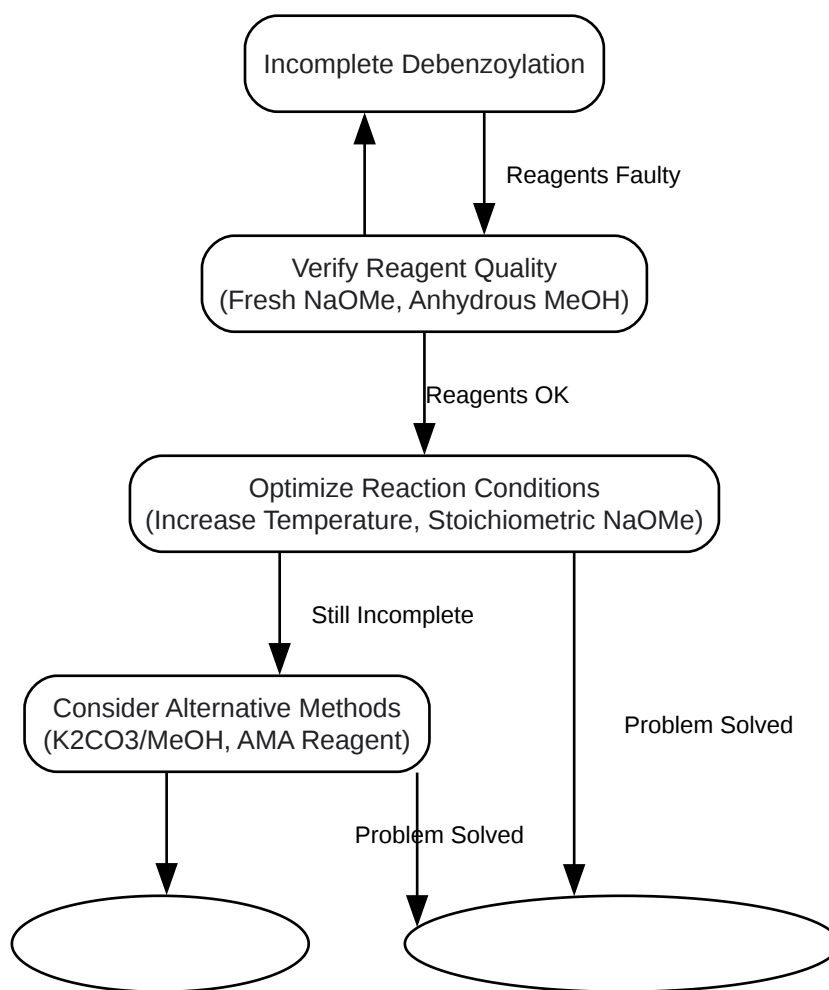 Incomplete Debenzoylation
Reagents Faulty
Verify Reagent Quality
(Fresh NaOMe, Anhydrous MeOH)
Reagents OK
Optimize Reaction Conditions
(Increase Temperature, Stoichiometric NaOMe)
Still Incomplete
Consider Alternative Methods
(K2CO3/MeOH, AMA Reagent)
Problem Solved
Problem Solved